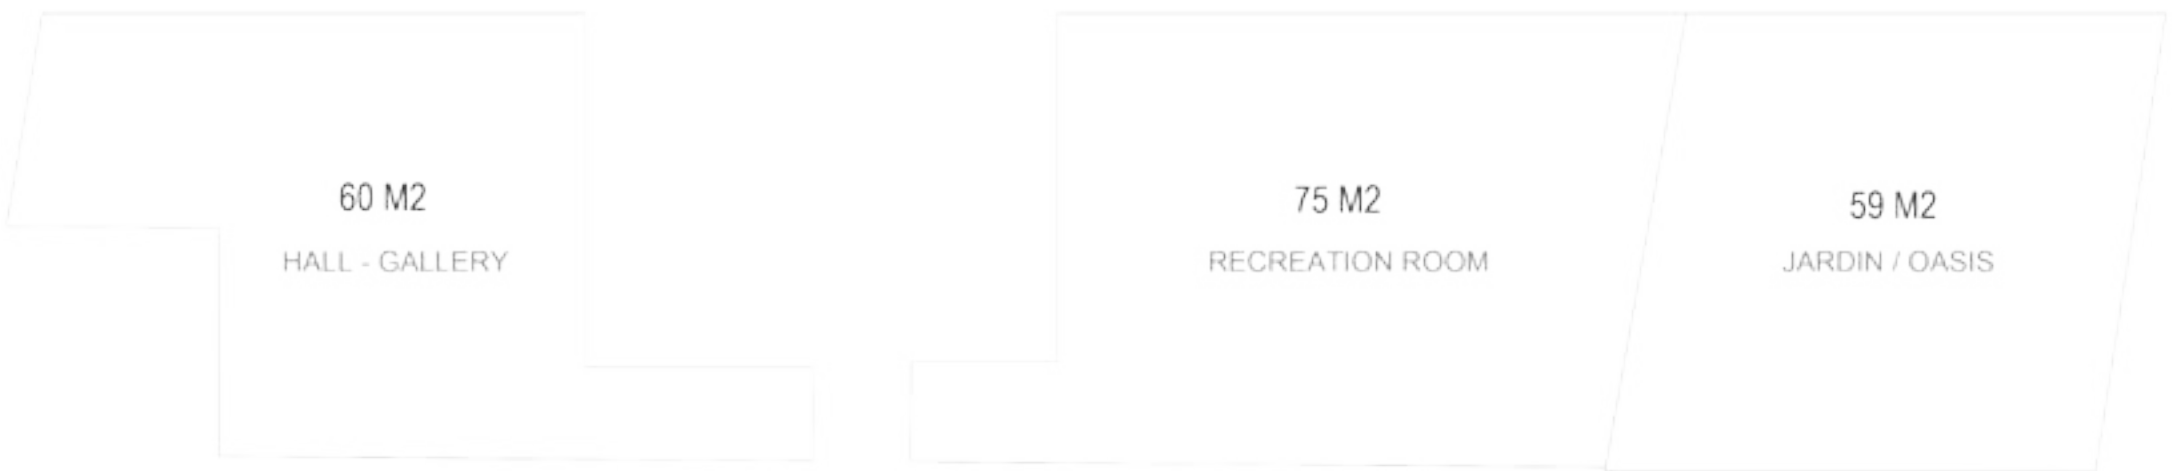 60 M2
HALL - GALLERY
75 M2
RECREATION ROOM
59 M2
JARDIN / OASIS